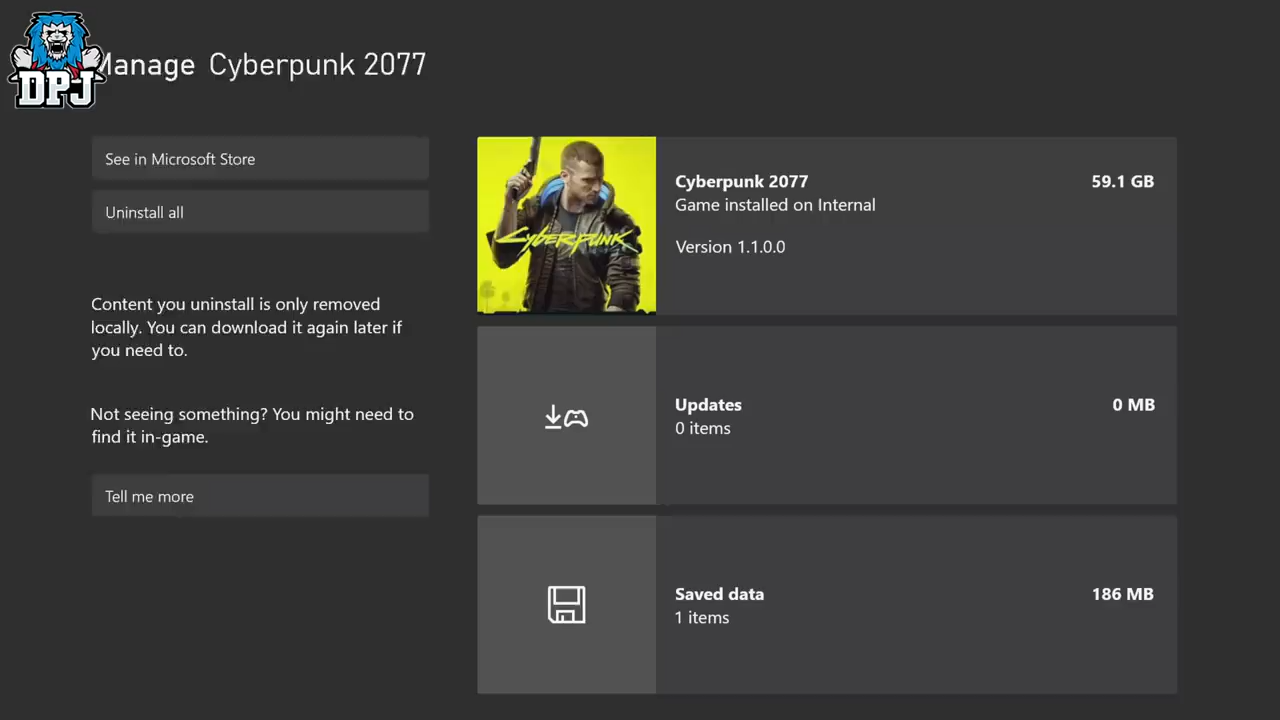 DPJ
Manage Cyberpunk 2077
See in Microsoft Store
Uninstall all
Content you uninstall is only removed
locally. You can download it again later if
you need to.
Not seeing something? You might need to
find it in-game.
Tell me more
CYBERPUNK
Cyberpunk 2077
59.1 GB
Game installed on Internal
Version 1.1.0.0
Updates
0 MB
0 items
Saved data
186 MB
1 items